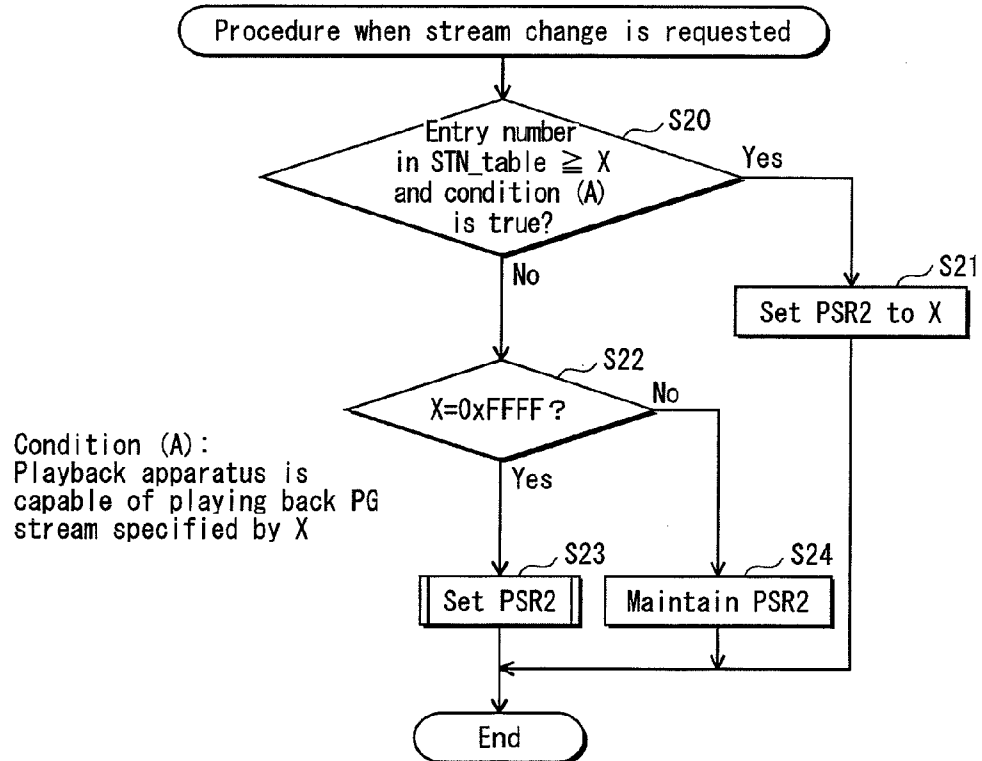 Procedure when stream change is requested
S20
Entry number
in STN_table ≧ X
and condition (A)
is true?
Yes
No
S21
Set PSR2 to X
S22
X=0xFFFF?
No
Yes
Condition (A):
Playback apparatus is
capable of playing back PG
stream specified by X
S23
Set PSR2
S24
Maintain PSR2
End